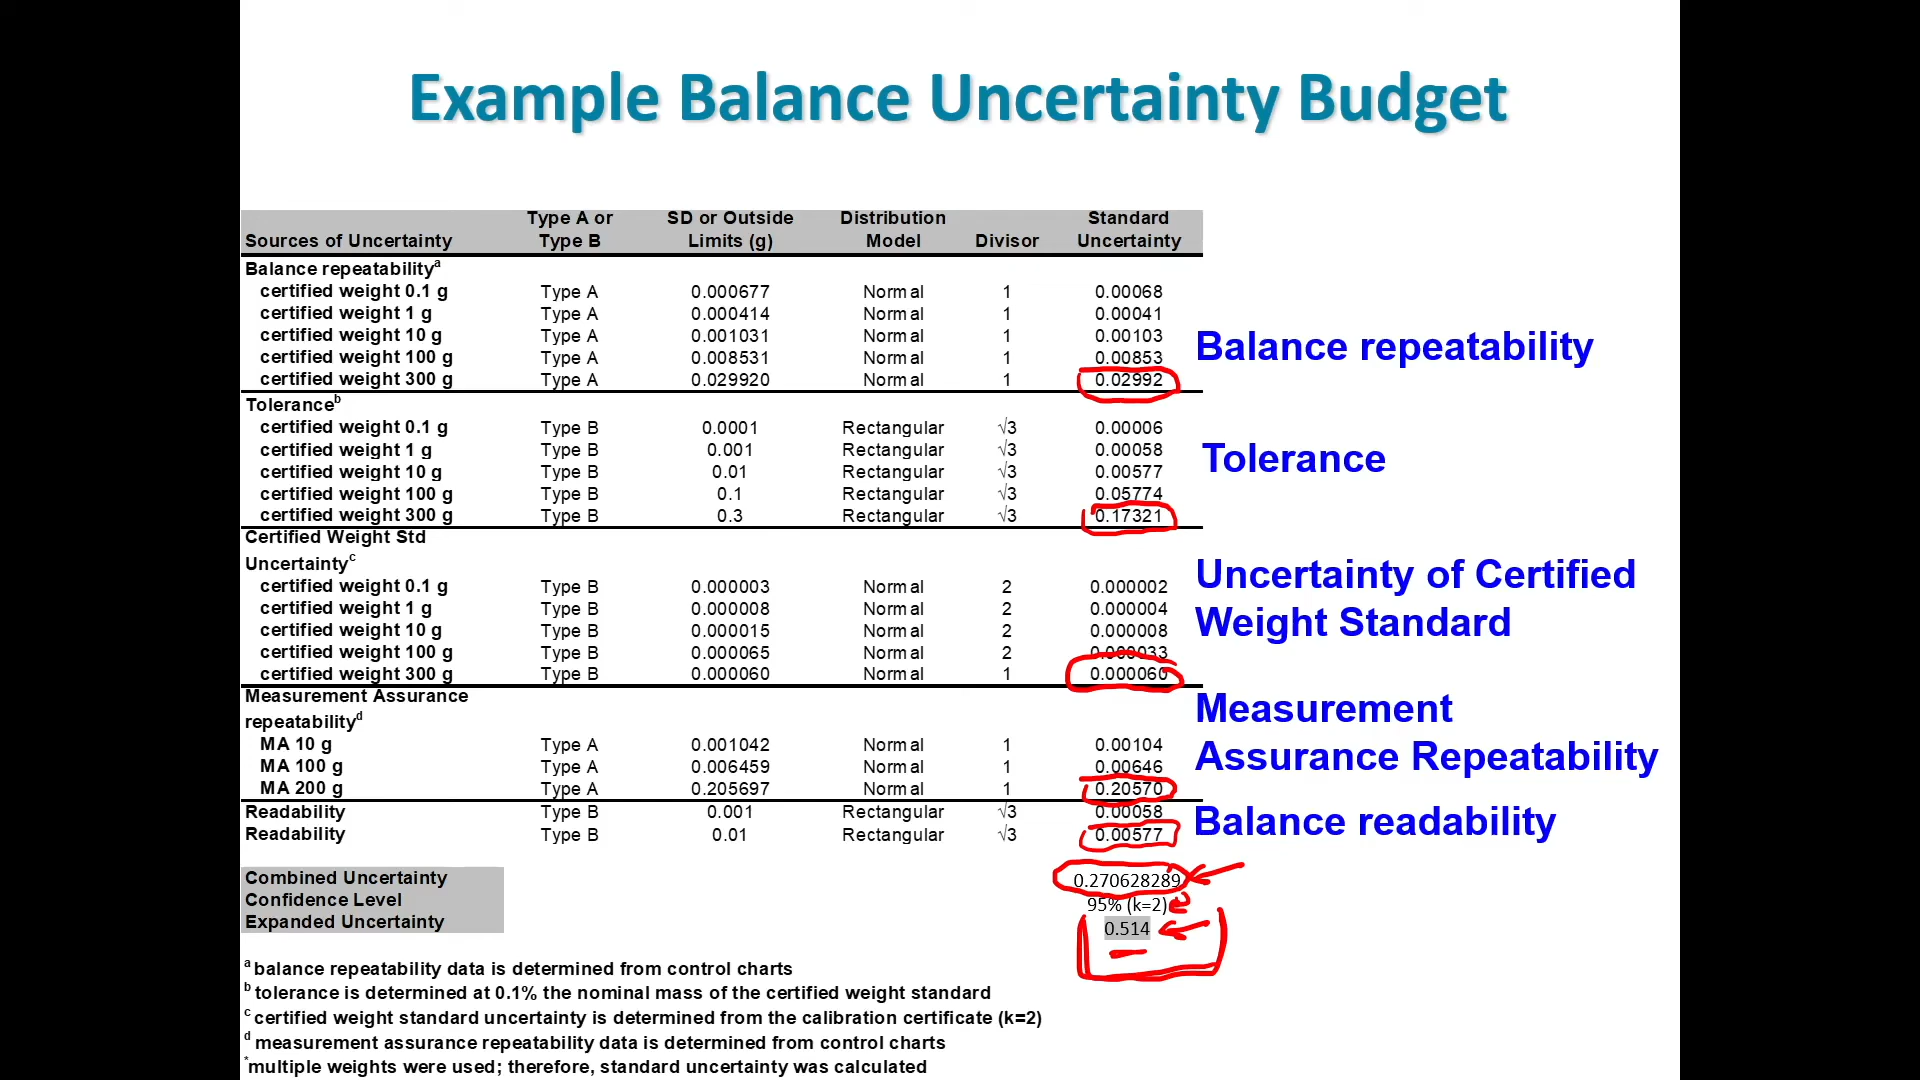 Example Balance Uncertainty Budget
Sources of Uncertainty Type A or Type B SD or Outside Limits (g) Distribution Model Divisor Standard Uncertainty
Balance repeatabilityᵃ
certified weight 0.1 g Type A 0.000677 Normal 1 0.00068
certified weight 1 g Type A 0.000414 Normal 1 0.00041
certified weight 10 g Type A 0.001031 Normal 1 0.00103
certified weight 100 g Type A 0.008531 Normal 1 0.00853
certified weight 300 g Type A 0.029920 Normal 1 0.02992
Balance repeatability
Toleranceᵇ
certified weight 0.1 g Type B 0.0001 Rectangular √3 0.00006
certified weight 1 g Type B 0.001 Rectangular √3 0.00058
certified weight 10 g Type B 0.01 Rectangular √3 0.00577
certified weight 100 g Type B 0.1 Rectangular √3 0.05774
certified weight 300 g Type B 0.3 Rectangular √3 0.17321
Tolerance
Certified Weight Std
Uncertaintyᶜ
certified weight 0.1 g Type B 0.000003 Normal 2 0.000002
certified weight 1 g Type B 0.000008 Normal 2 0.000004
certified weight 10 g Type B 0.000015 Normal 2 0.000008
certified weight 100 g Type B 0.000065 Normal 2 0.000033
certified weight 300 g Type B 0.000060 Normal 1 0.000060
Uncertainty of Certified
Weight Standard
Measurement Assurance
repeatabilityᵈ
MA 10 g Type A 0.001042 Normal 1 0.00104
MA 100 g Type A 0.006459 Normal 1 0.00646
MA 200 g Type A 0.205697 Normal 1 0.20570
Measurement
Assurance Repeatability
Readability Type B 0.001 Rectangular √3 0.00058
Readability Type B 0.01 Rectangular √3 0.00577
Balance readability
Combined Uncertainty 0.270628289
Confidence Level 95% (k=2)
Expanded Uncertainty 0.514
ᵃ balance repeatability data is determined from control charts
ᵇ tolerance is determined at 0.1% the nominal mass of the certified weight standard
ᶜ certified weight standard uncertainty is determined from the calibration certificate (k=2)
ᵈ measurement assurance repeatability data is determined from control charts
*multiple weights were used; therefore, standard uncertainty was calculated